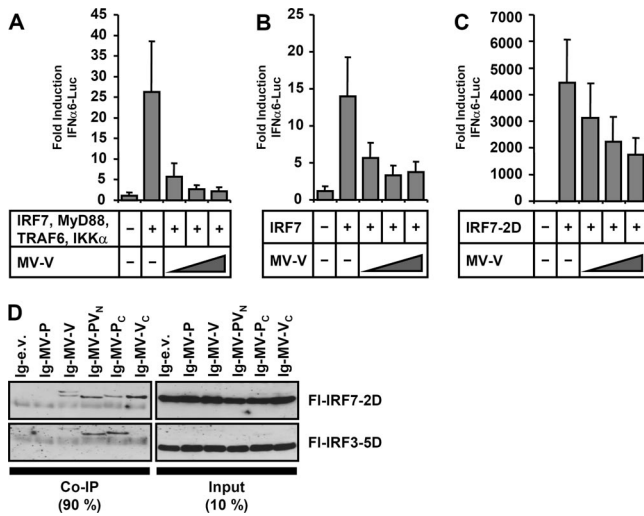 A
Fold Induction
IFNα6-Luc
45
40
35
30
25
20
15
10
5
0
IRF7, MyD88,
TRAF6, IKKα
– + + + +
MV-V
– –
B
Fold Induction
IFNα6-Luc
25
20
15
10
5
0
IRF7
– + + + +
MV-V
– –
C
Fold Induction
IFNα6-Luc
7000
6000
5000
4000
3000
2000
1000
0
IRF7-2D
– + + + +
MV-V
– –
D
Ig-e.v.
Ig-MV-P
Ig-MV-V
Ig-MV-PVN
Ig-MV-PC
Ig-MV-VC
Ig-e.v.
Ig-MV-P
Ig-MV-V
Ig-MV-PVN
Ig-MV-PC
Ig-MV-VC
Fl-IRF7-2D
Fl-IRF3-5D
Co-IP
(90 %)
Input
(10 %)